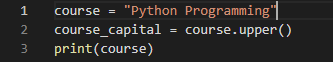 1 course = "Python Programming"
2 course_capital = course.upper()
3 print(course)